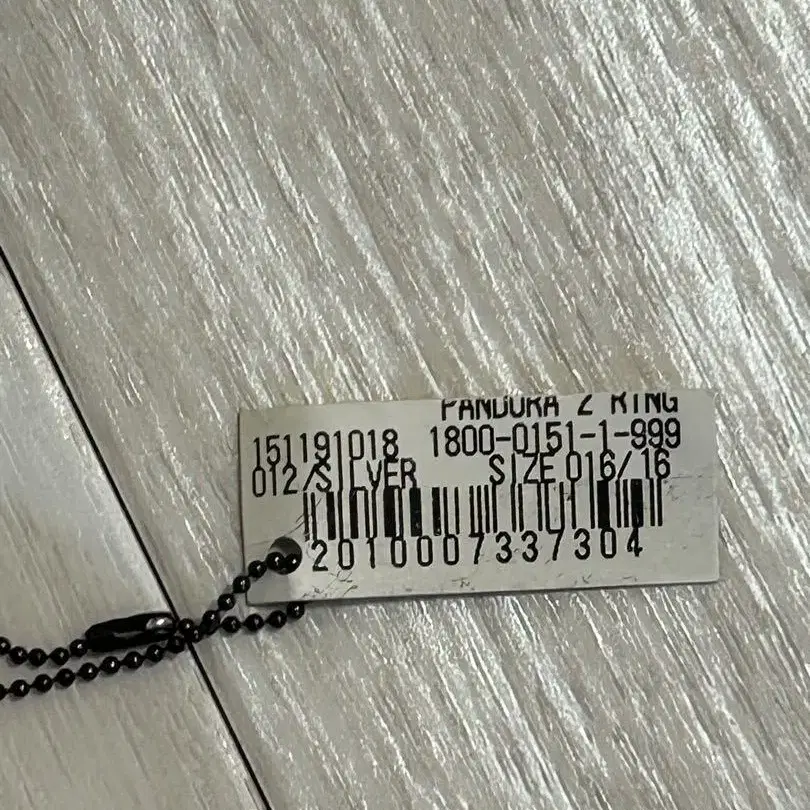 PANDORA 2 RING
151191018 1800-0151-1-999
012/SILVER SIZE 016/16
2010007337304